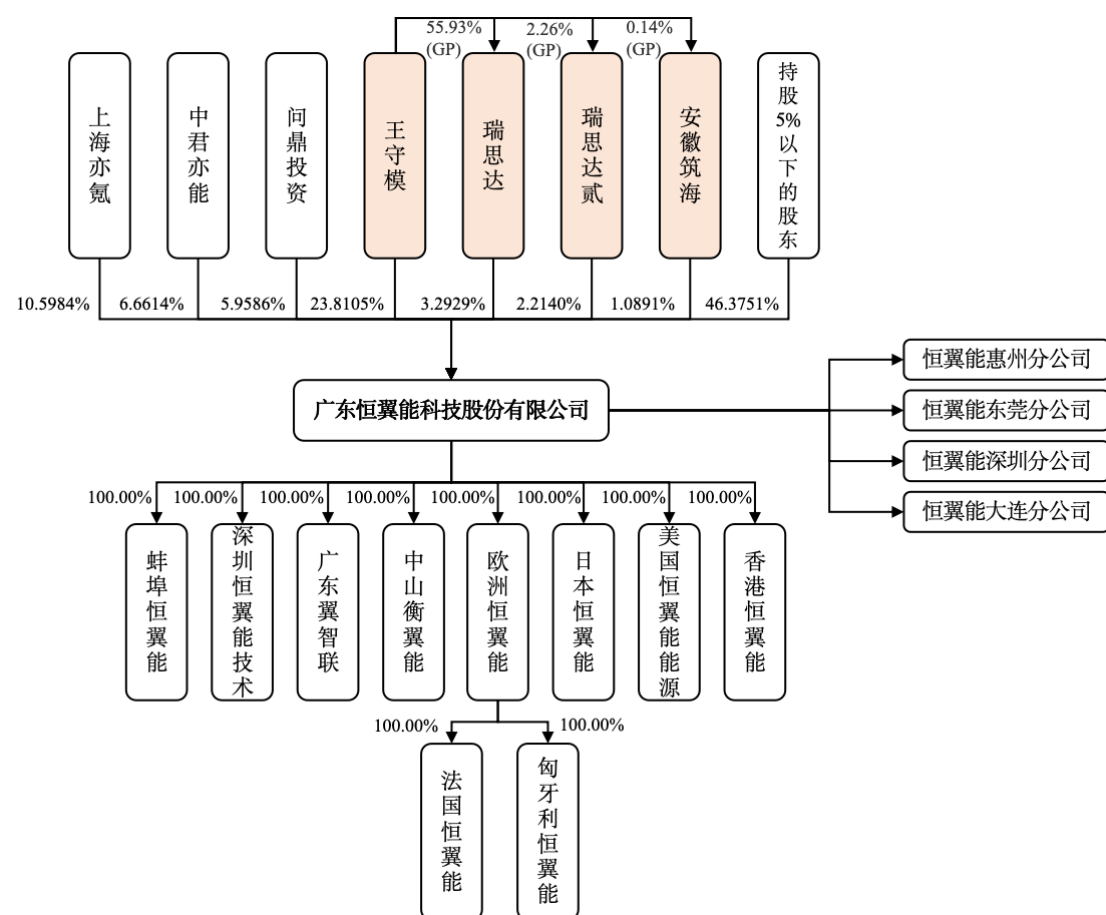 55.93%
(GP)
2.26%
(GP)
0.14%
(GP)
上海亦氪
中君亦能
问鼎投资
王守模
瑞思达
瑞思达贰
安徽筑海
持股5%以下的股东
10.5984%
6.6614%
5.9586%
23.8105%
3.2929%
2.2140%
1.0891%
46.3751%
广东恒翼能科技股份有限公司
恒翼能惠州分公司
恒翼能东莞分公司
恒翼能深圳分公司
恒翼能大连分公司
100.00%
100.00%
100.00%
100.00%
100.00%
100.00%
100.00%
100.00%
蚌埠恒翼能
深圳恒翼能技术
广东翼智联
中山衡翼能
欧洲恒翼能
日本恒翼能
美国恒翼能能源
香港恒翼能
100.00%
100.00%
法国恒翼能
匈牙利恒翼能